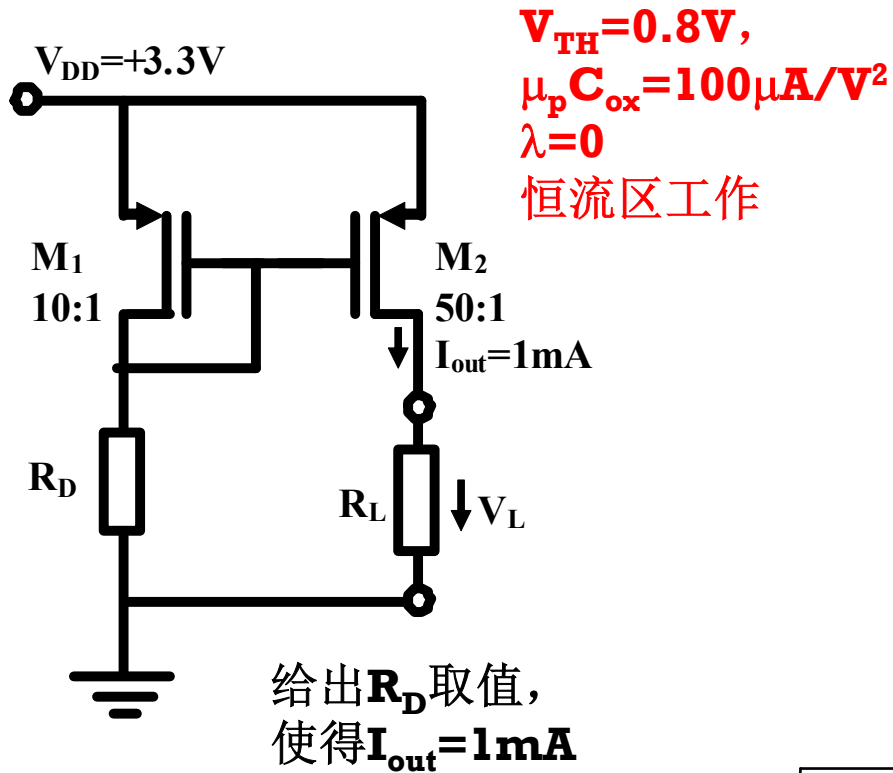 V_TH=0.8V，
μ_pC_ox=100μA/V²
λ=0
恒流区工作
V_DD=+3.3V
M₁
10:1
M₂
50:1
I_out=1mA
R_D
R_L
V_L
给出R_D取值，
使得I_out=1mA